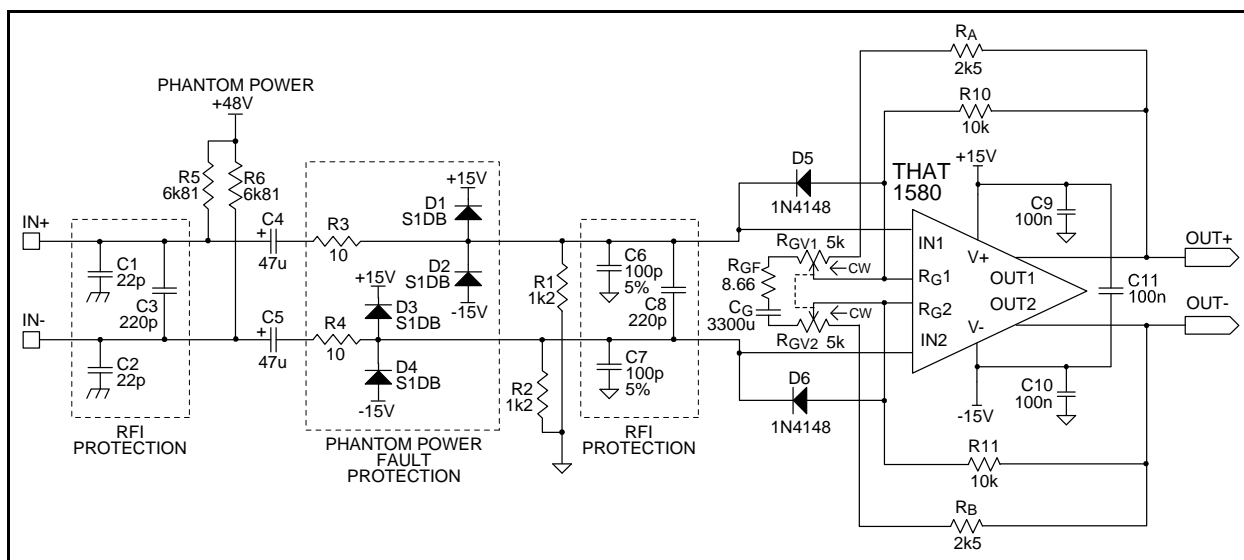 RA
2k5
R10
10k
PHANTOM POWER
+48V
R5
6k81
R6
6k81
D5
1N4148
THAT
1580
+15V
C9
100n
IN+
C1
22p
C3
220p
C4
+
47u
R3
10
+15V
D1
S1DB
D2
S1DB
-15V
R1
1k2
C6
100p
5%
C8
220p
RGV1 5k
CW
RGF
8.66
CG
3300u
CW
RGV2 5k
IN1
V+
RG1
OUT1
OUT2
RG2
V-
IN2
C11
100n
OUT+
OUT-
IN-
C2
22p
C5
+
47u
R4
10
+15V
D3
S1DB
D4
S1DB
-15V
R2
1k2
C7
100p
5%
D6
1N4148
C10
100n
-15V
RFI
PROTECTION
PHANTOM POWER
FAULT
PROTECTION
RFI
PROTECTION
R11
10k
RB
2k5